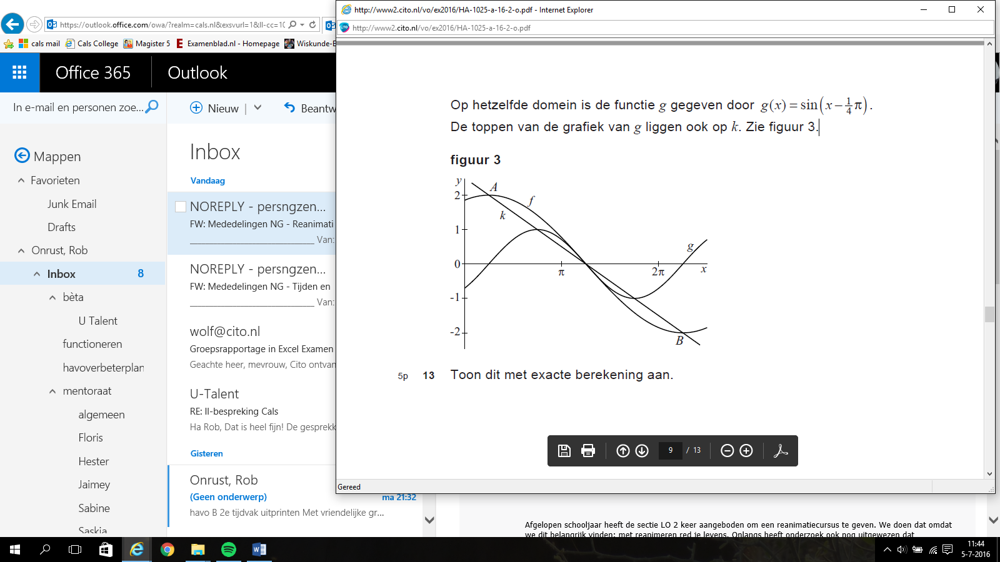 http://www2.cito.nl/vo/ex2016/HA-1025-a-16-2-o.pdf - Internet Explorer
http://www2.cito.nl/vo/ex2016/HA-1025-a-16-2-o.pdf
https://outlook.office.com/owa/?realm=cals.nl&exsvurl=1&ll-cc=10
cals mail
Cals College
Magister 5
Examenblad.nl - Homepage
Wiskunde-B
Office 365
Outlook
In e-mail en personen zoe...
Nieuw
Beantw
Mappen
Favorieten
Junk Email
Drafts
Onrust, Rob
Inbox 8
bèta
U Talent
functioneren
havoverbeterplan
mentoraat
algemeen
Floris
Hester
Jaimey
Sabine
Saskia
Inbox
Vandaag
NOREPLY - persngzen...
FW: Mededelingen NG - Reanimati
Van:
NOREPLY - persngzen...
FW: Mededelingen NG - Tijden en
Van:
wolf@cito.nl
Groepsrapportage in Excel Examen
Geachte heer, mevrouw, Cito ontvan
U-Talent
RE: II-bespreking Cals
Ha Rob, Dat is heel fijn! De gesprekk
Gisteren
Onrust, Rob
(Geen onderwerp) ma 21:32
havo B 2e tijdvak uitprinten Met vriendelijke gr...
Op hetzelfde domein is de functie g gegeven door g(x) = sin(x − 1/4 π).
De toppen van de grafiek van g liggen ook op k. Zie figuur 3.
figuur 3
y
2
1
0
-1
-2
A
f
k
g
π
2π
x
B
5p 13 Toon dit met exacte berekening aan.
9 / 13
Gereed
Afgelopen schooljaar heeft de sectie LO 2 keer aangeboden om een reanimatiecursus te geven. We doen dat omdat
we dit belangrijk vinden: met reanimeren red je levens. Onlangs heeft onderzoek ook nog uitgewezen dat
11:44
5-7-2016